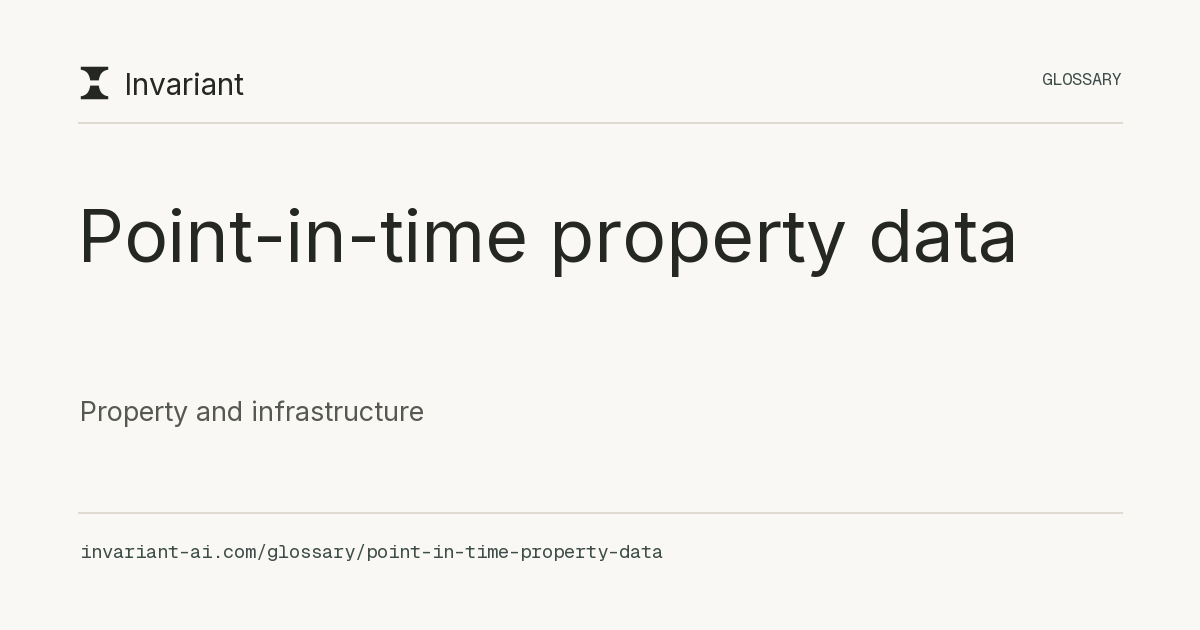 Invariant
GLOSSARY
Point-in-time property data
Property and infrastructure
invariant-ai.com/glossary/point-in-time-property-data